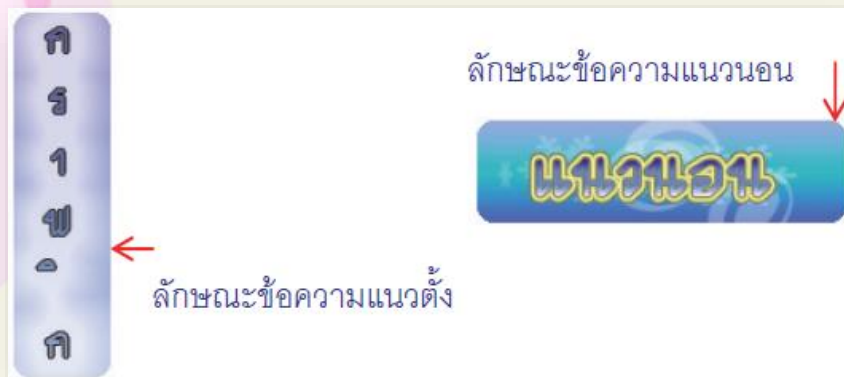 ก
ร
า
ฟ
ิ
ก
ลักษณะข้อความแนวนอน
แนวนอน
ลักษณะข้อความแนวตั้ง